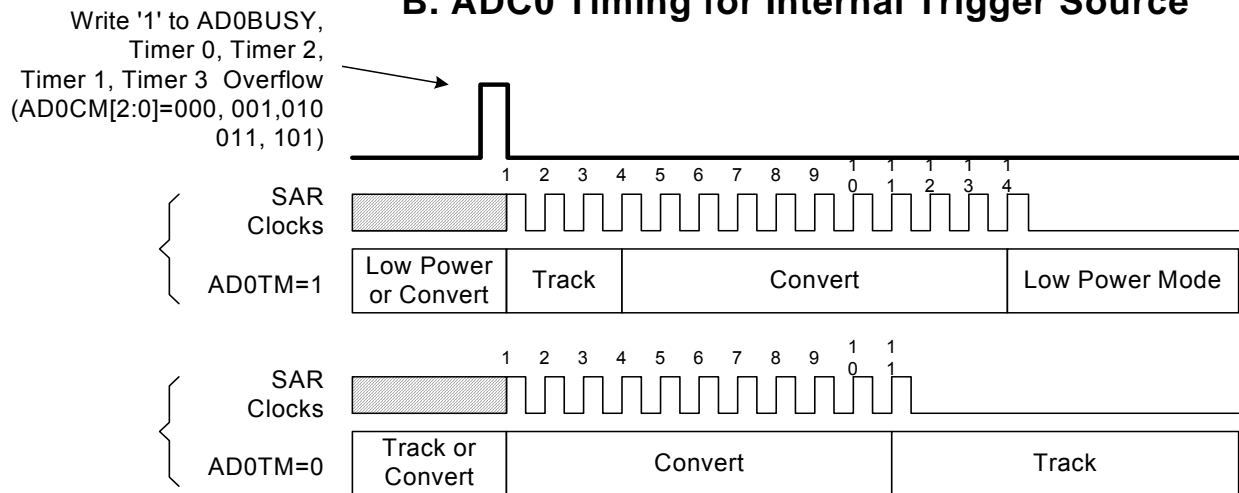 B. ADC0 Timing for Internal Trigger Source
Write '1' to AD0BUSY,
Timer 0, Timer 2,
Timer 1, Timer 3 Overflow
(AD0CM[2:0]=000, 001,010
011, 101)
1 2 3 4 5 6 7 8 9 10 11 12 13 14
SAR
Clocks
AD0TM=1
Low Power
or Convert
Track
Convert
Low Power Mode
1 2 3 4 5 6 7 8 9 10 11
SAR
Clocks
AD0TM=0
Track or
Convert
Convert
Track